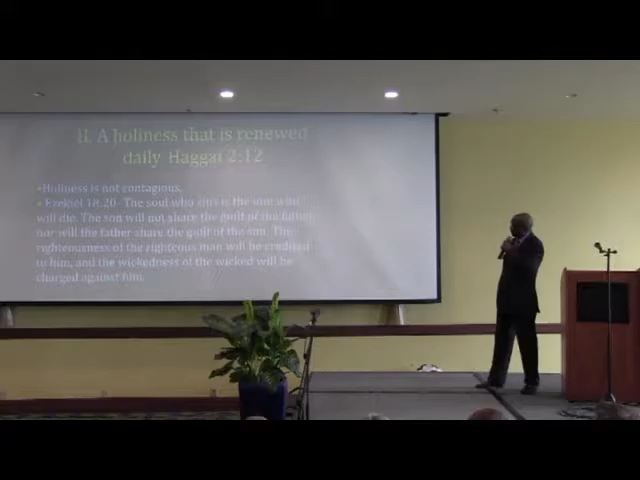 II. A holiness that is renewed
daily Haggai 2:12
•Holiness is not contagious.
• Ezekiel 18:20- The soul who sins is the soul who
will die. The son will not share the guilt of the father
nor will the father share the guilt of the son. The
righteousness of the righteous man will be credited
to him, and the wickedness of the wicked will be
charged against him.